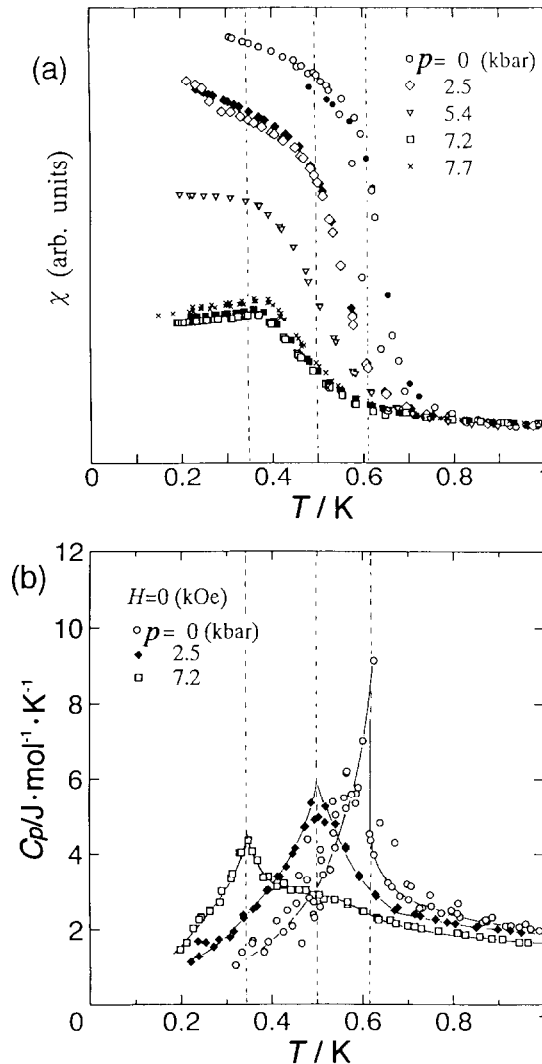 (a)
p = 0 (kbar)
2.5
5.4
7.2
7.7
χ (arb. units)
0 0.2 0.4 0.6 0.8 1
T / K
(b)
12
10
8
6
4
2
0
H=0 (kOe)
p = 0 (kbar)
2.5
7.2
Cp/J·mol⁻¹·K⁻¹
0.2 0.4 0.6 0.8
T / K